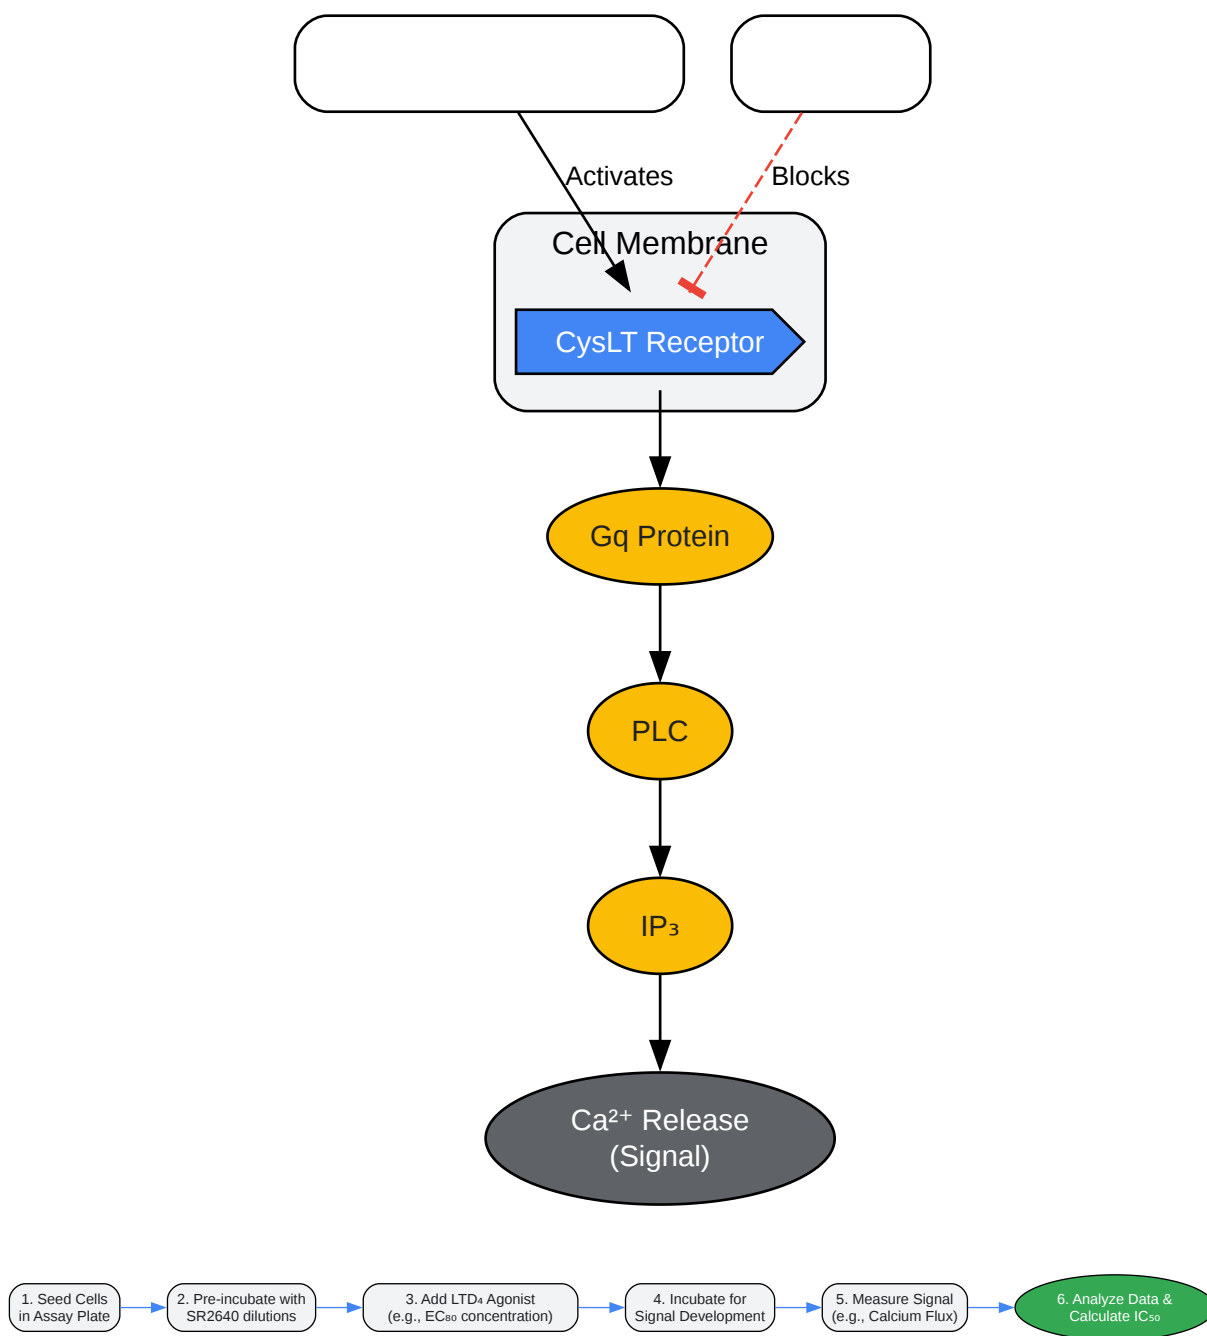 Activates
Blocks
Cell Membrane
CysLT Receptor
Gq Protein
PLC
IP₃
Ca²⁺ Release
(Signal)
1. Seed Cells
in Assay Plate
2. Pre-incubate with
SR2640 dilutions
3. Add LTD₄ Agonist
(e.g., EC₈₀ concentration)
4. Incubate for
Signal Development
5. Measure Signal
(e.g., Calcium Flux)
6. Analyze Data &
Calculate IC₅₀